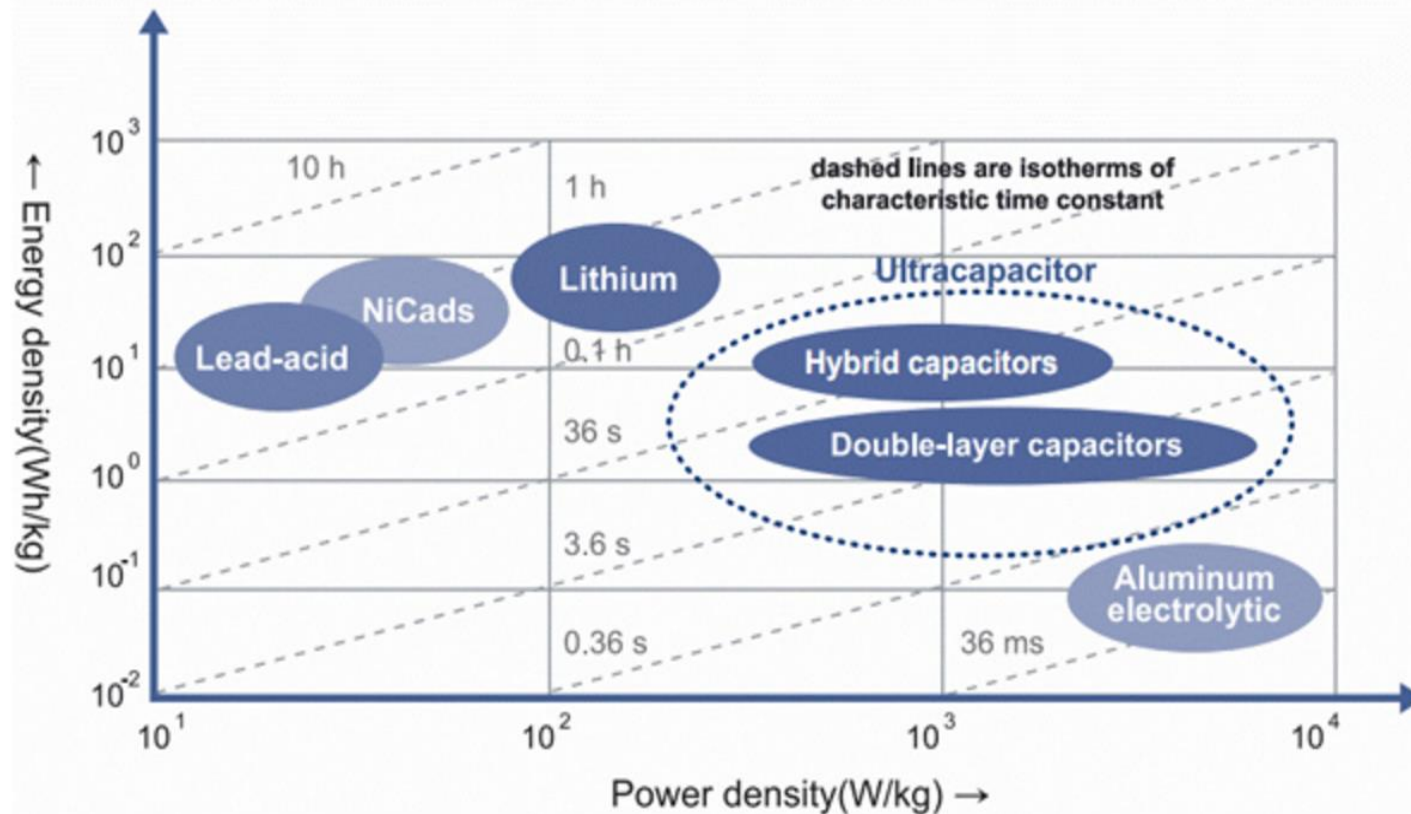 10³
10 h
1 h
dashed lines are isotherms of
characteristic time constant
10²
Ultracapacitor
Lithium
NiCads
Lead-acid
0.1 h
Hybrid capacitors
10¹
36 s
Double-layer capacitors
10⁰
3.6 s
10⁻¹
Aluminum
electrolytic
0.36 s
36 ms
10⁻²
← Energy density(Wh/kg)
10¹
10²
10³
10⁴
Power density(W/kg) →